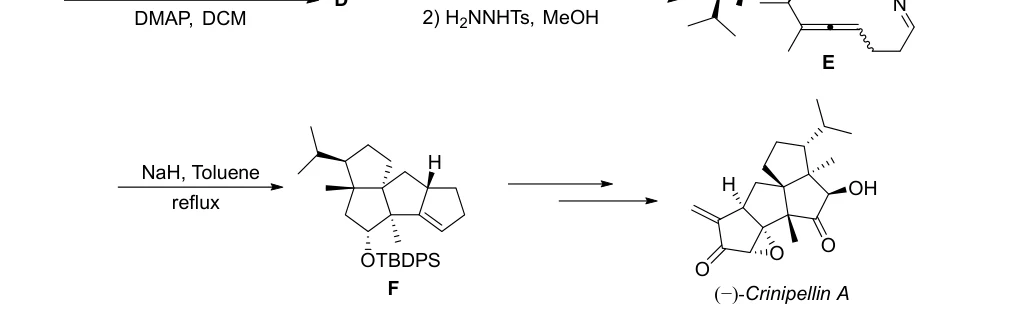 D
DMAP, DCM
2) H₂NNHTs, MeOH
N
E
NaH, Toluene
reflux
H
OTBDPS
F
H
OH
O
O
O
(−)-Crinipellin A